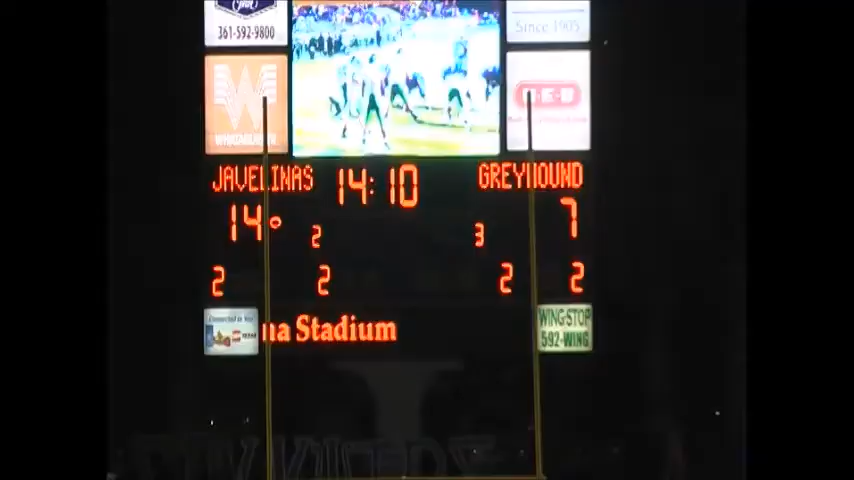 361-592-9800
Since 1905
WHATABURGER
H-E-B
JAVELINAS 14:10 GREYHOUND
14 2 3 7
2 2 2 2
na Stadium
WING STOP
592-WING